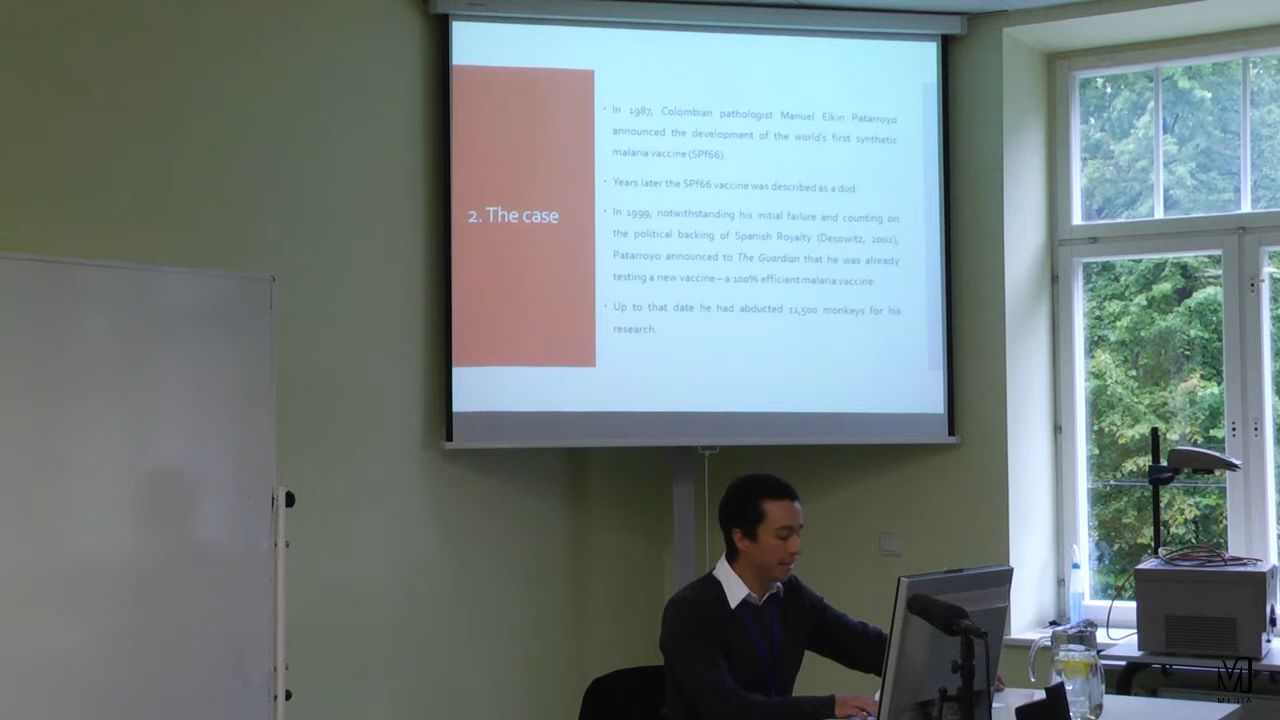 2. The case
• In 1987, Colombian pathologist Manuel Elkin Patarroyo
announced the development of the world's first synthetic
malaria vaccine (SPf66).
• Years later the SPf66 vaccine was described as a dud
• In 1999, notwithstanding his initial failure and counting on
the political backing of Spanish Royalty (Desowitz, 2002),
Patarroyo announced to The Guardian that he was already
testing a new vaccine – a 100% efficient malaria vaccine.
• Up to that date he had abducted 11,500 monkeys for his
research
MEDIA